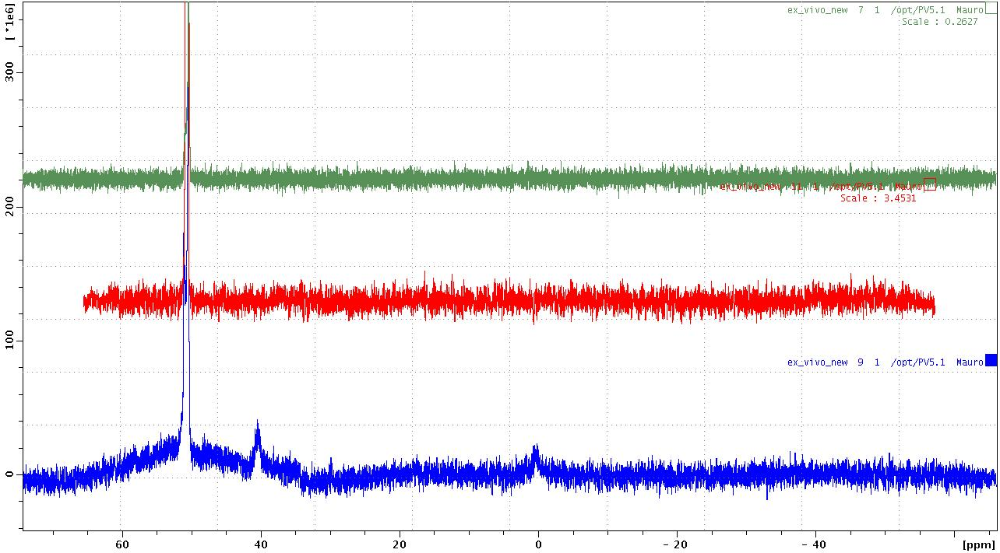 [ *1e6]
ex_vivo_new 7 1 /opt/PV5.1 Mauro
Scale : 0.2627
300
ex_vivo_new 11 1 /opt/PV5.1 Mauro
Scale : 3.4531
200
100
ex_vivo_new 9 1 /opt/PV5.1 Mauro
0
60 40 20 0 - 20 - 40 [ppm]